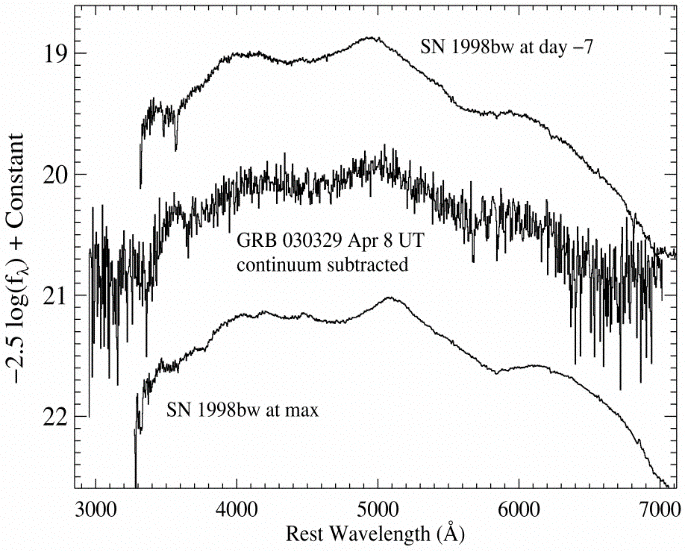 19
20
21
22
−2.5 log(fλ) + Constant
SN 1998bw at day −7
GRB 030329 Apr 8 UT
continuum subtracted
SN 1998bw at max
3000 4000 5000 6000 7000
Rest Wavelength (Å)